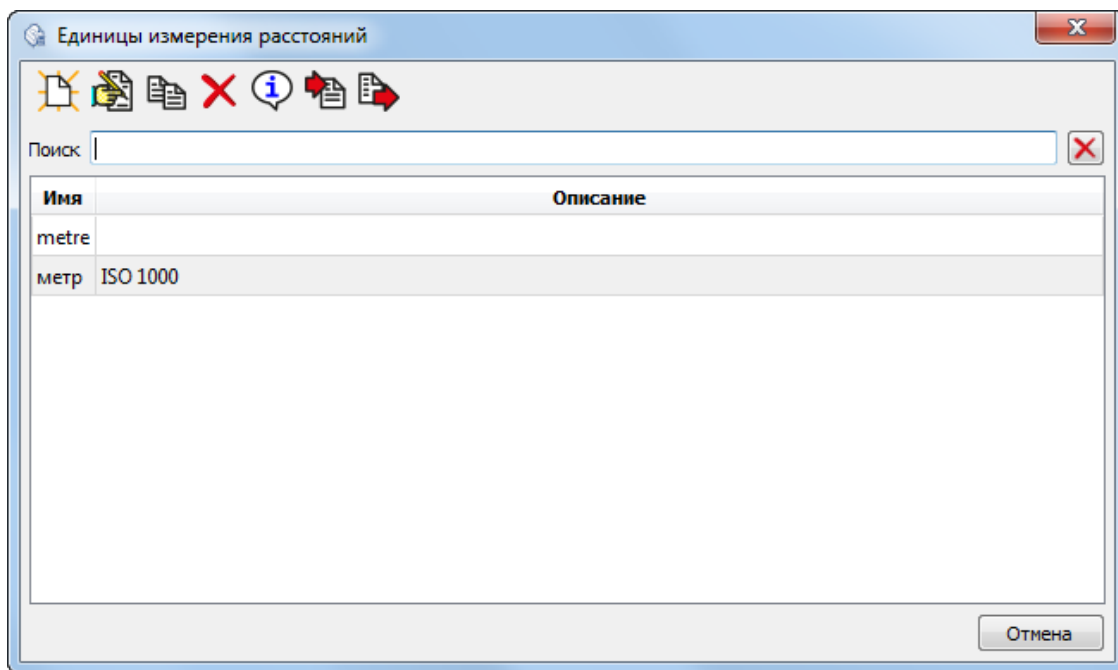 Единицы измерения расстояний
Поиск
Имя Описание
metre
метр ISO 1000
Отмена